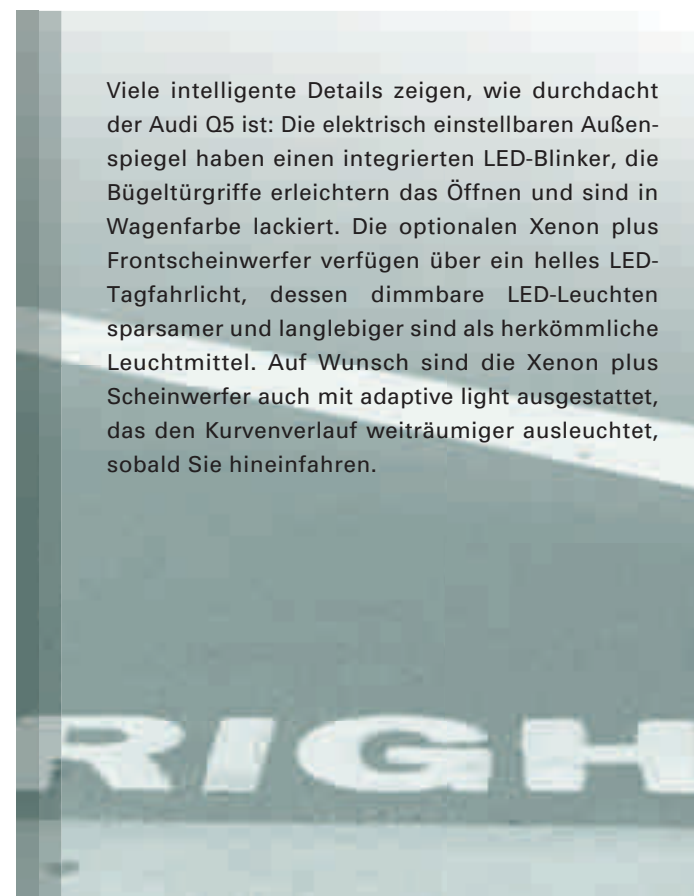 Viele intelligente Details zeigen, wie durchdacht
der Audi Q5 ist: Die elektrisch einstellbaren Außen-
spiegel haben einen integrierten LED-Blinker, die
Bügeltürgriffe erleichtern das Öffnen und sind in
Wagenfarbe lackiert. Die optionalen Xenon plus
Frontscheinwerfer verfügen über ein helles LED-
Tagfahrlicht, dessen dimmbare LED-Leuchten
sparsamer und langlebiger sind als herkömmliche
Leuchtmittel. Auf Wunsch sind die Xenon plus
Scheinwerfer auch mit adaptive light ausgestattet,
das den Kurvenverlauf weiträumiger ausleuchtet,
sobald Sie hineinfahren.
RIGH